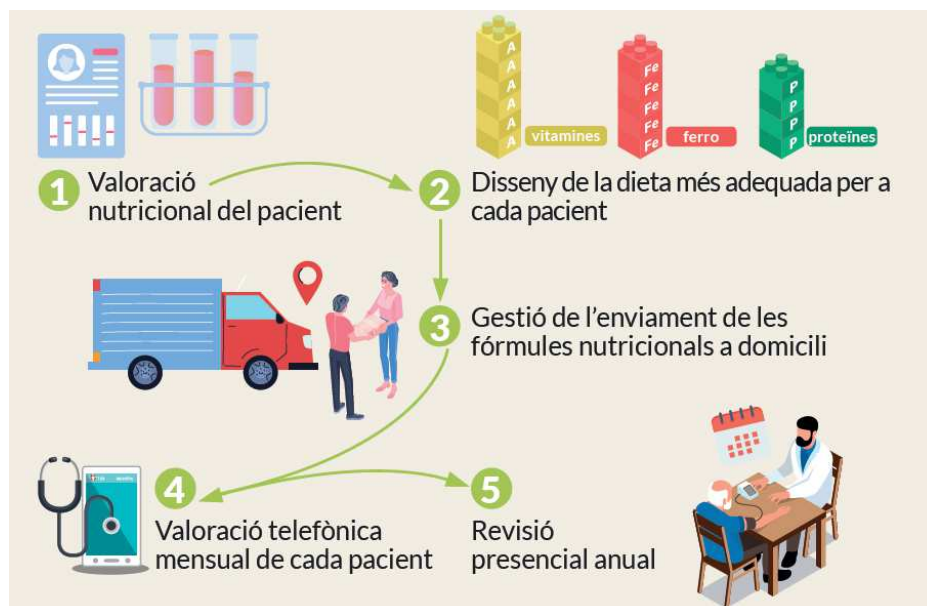 A
A
A
A
A
A
vitamines
Fe
Fe
Fe
Fe
Fe
ferro
P
P
P
P
proteïnes
1 Valoració
nutricional del pacient
2 Disseny de la dieta més adequada per a
cada pacient
3 Gestió de l’enviament de les
fórmules nutricionals a domicili
4 Valoració telefònica
mensual de cada pacient
5 Revisió
presencial anual